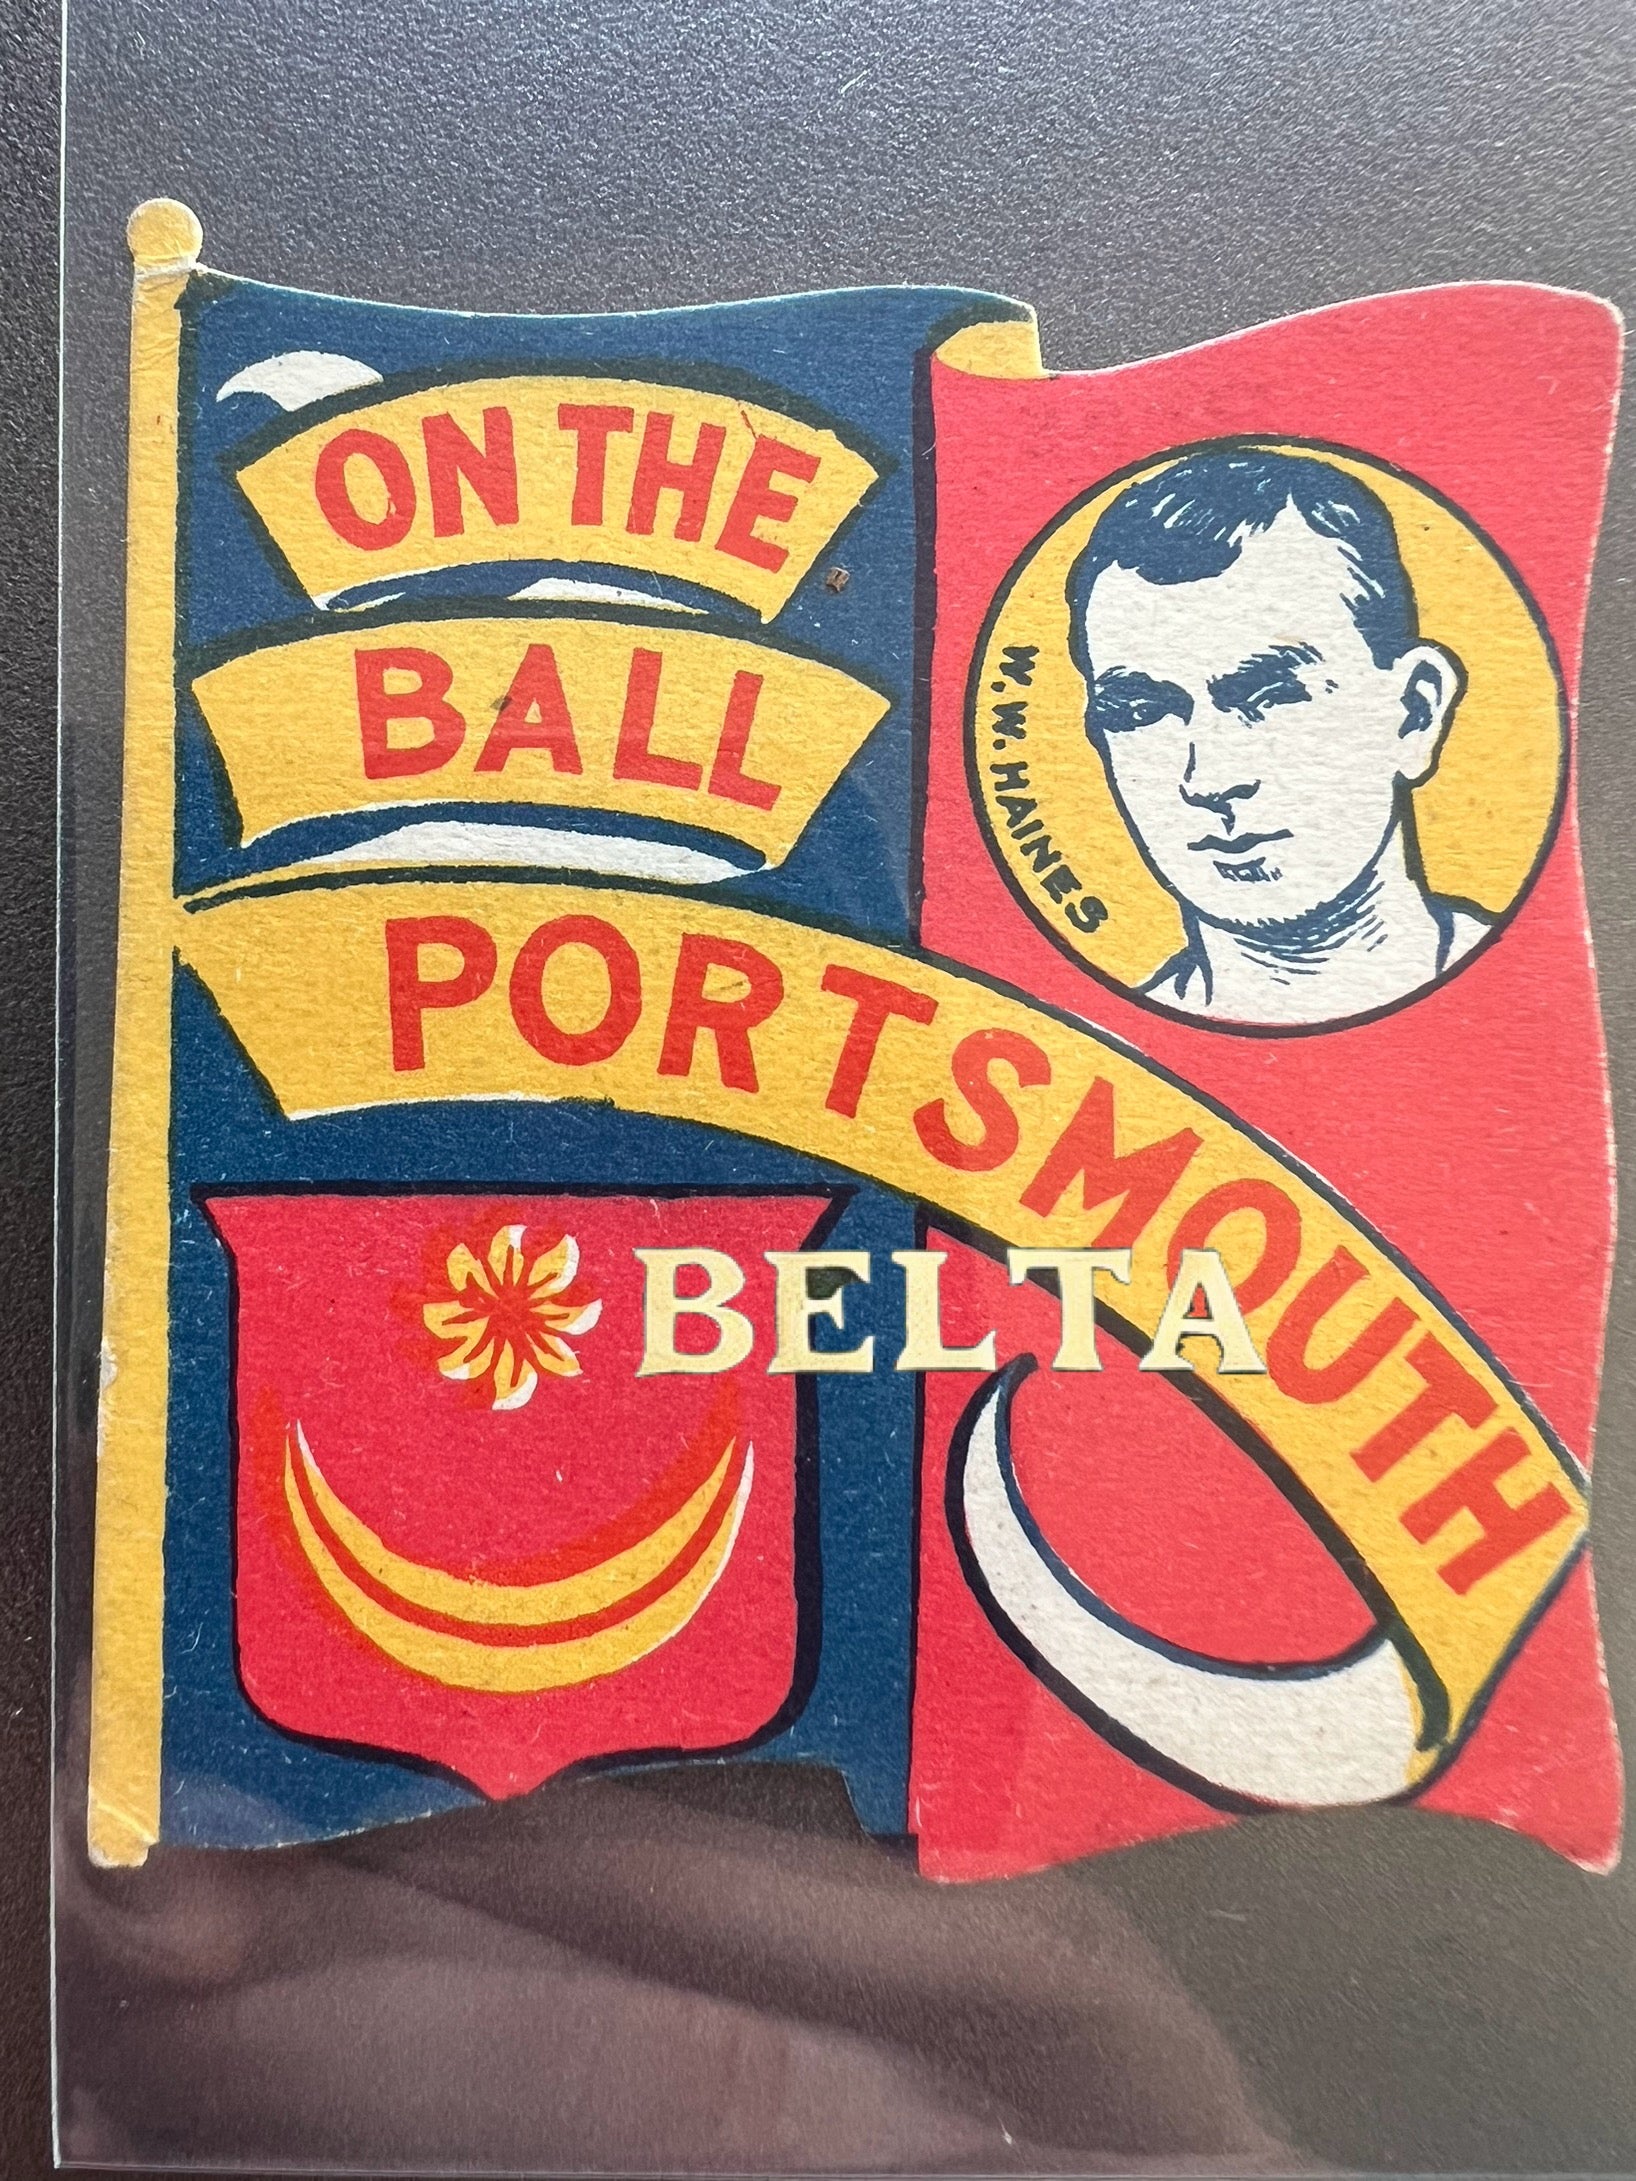 ON THE
BALL
PORTSMOUTH
W.W. HAINES
BELTA